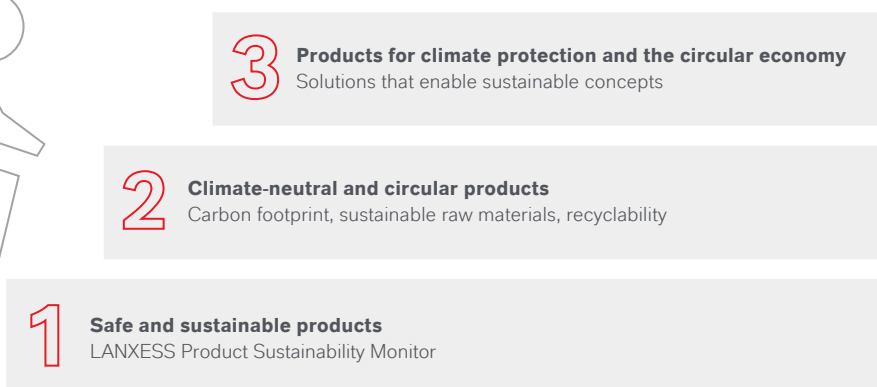 3
Products for climate protection and the circular economy
Solutions that enable sustainable concepts
2
Climate-neutral and circular products
Carbon footprint, sustainable raw materials, recyclability
1
Safe and sustainable products
LANXESS Product Sustainability Monitor